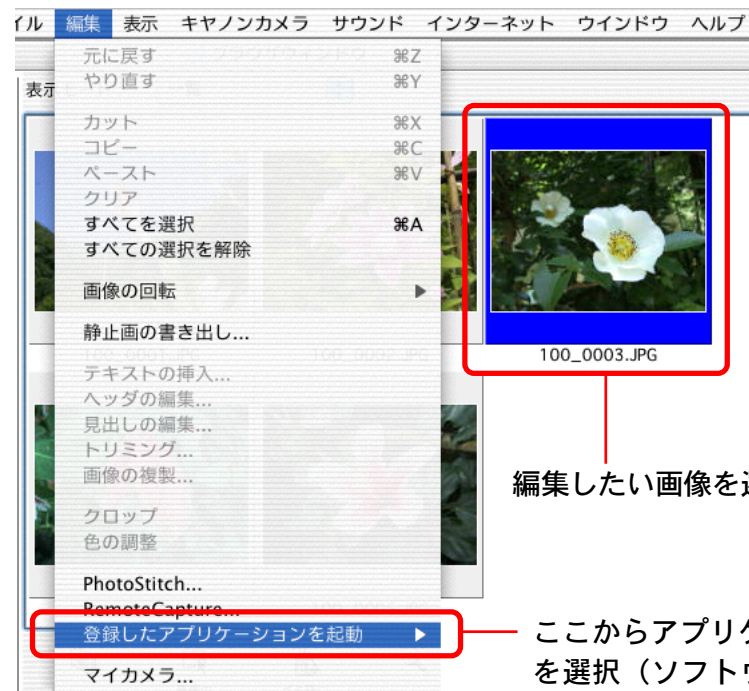 イル 編集 表示 キヤノンカメラ サウンド インターネット ウインドウ ヘルプ
元に戻す ⌘Z
やり直す ⌘Y
表示
カット ⌘X
コピー ⌘C
ペースト ⌘V
クリア
すべてを選択 ⌘A
すべての選択を解除
画像の回転 ▶
静止画の書き出し...
100_0001.JPG 100_0002.JPG 100_0003.JPG
テキストの挿入...
ヘッダの編集...
見出しの編集...
トリミング...
画像の複製...
編集したい画像を
クロップ
色の調整
PhotoStitch...
RemoteCapture...
登録したアプリケーションを起動 ▶
ここからアプリケ
を選択（ソフトウ
マイカメラ...